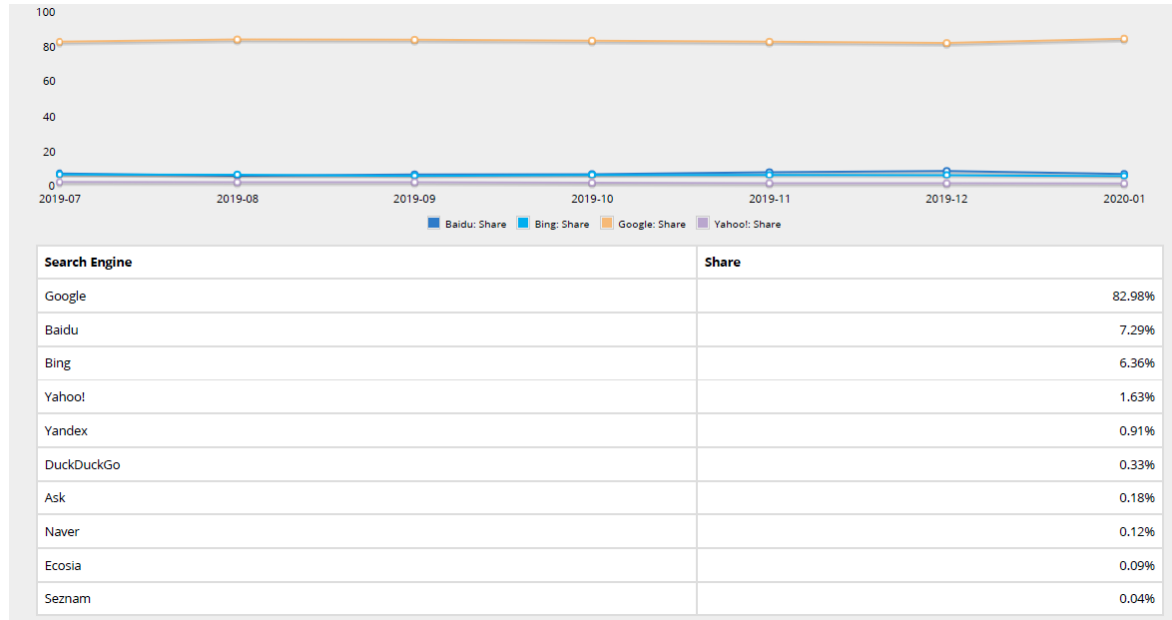 100
80
60
40
20
0
2019-07 2019-08 2019-09 2019-10 2019-11 2019-12 2020-01
Baidu: Share Bing: Share Google: Share Yahoo!: Share
Search Engine Share
Google 82.98%
Baidu 7.29%
Bing 6.36%
Yahoo! 1.63%
Yandex 0.91%
DuckDuckGo 0.33%
Ask 0.18%
Naver 0.12%
Ecosia 0.09%
Seznam 0.04%